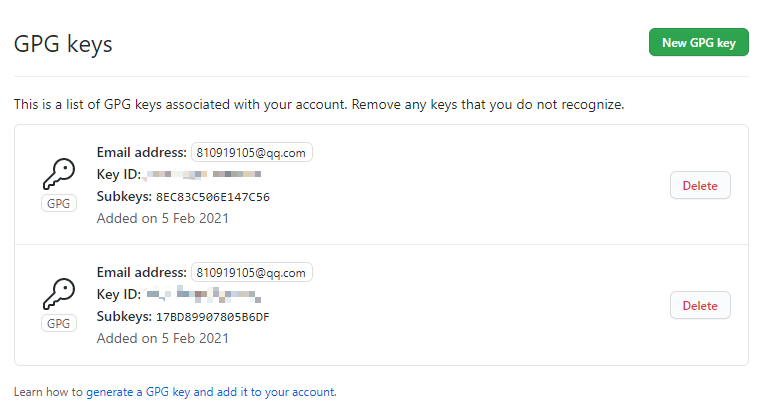 GPG keys
New GPG key
This is a list of GPG keys associated with your account. Remove any keys that you do not recognize.
Email address: 810919105@qq.com
Key ID:
Subkeys: 8EC83C506E147C56
Added on 5 Feb 2021
GPG
Delete
Email address: 810919105@qq.com
Key ID:
Subkeys: 17BD89907805B6DF
Added on 5 Feb 2021
GPG
Delete
Learn how to generate a GPG key and add it to your account.